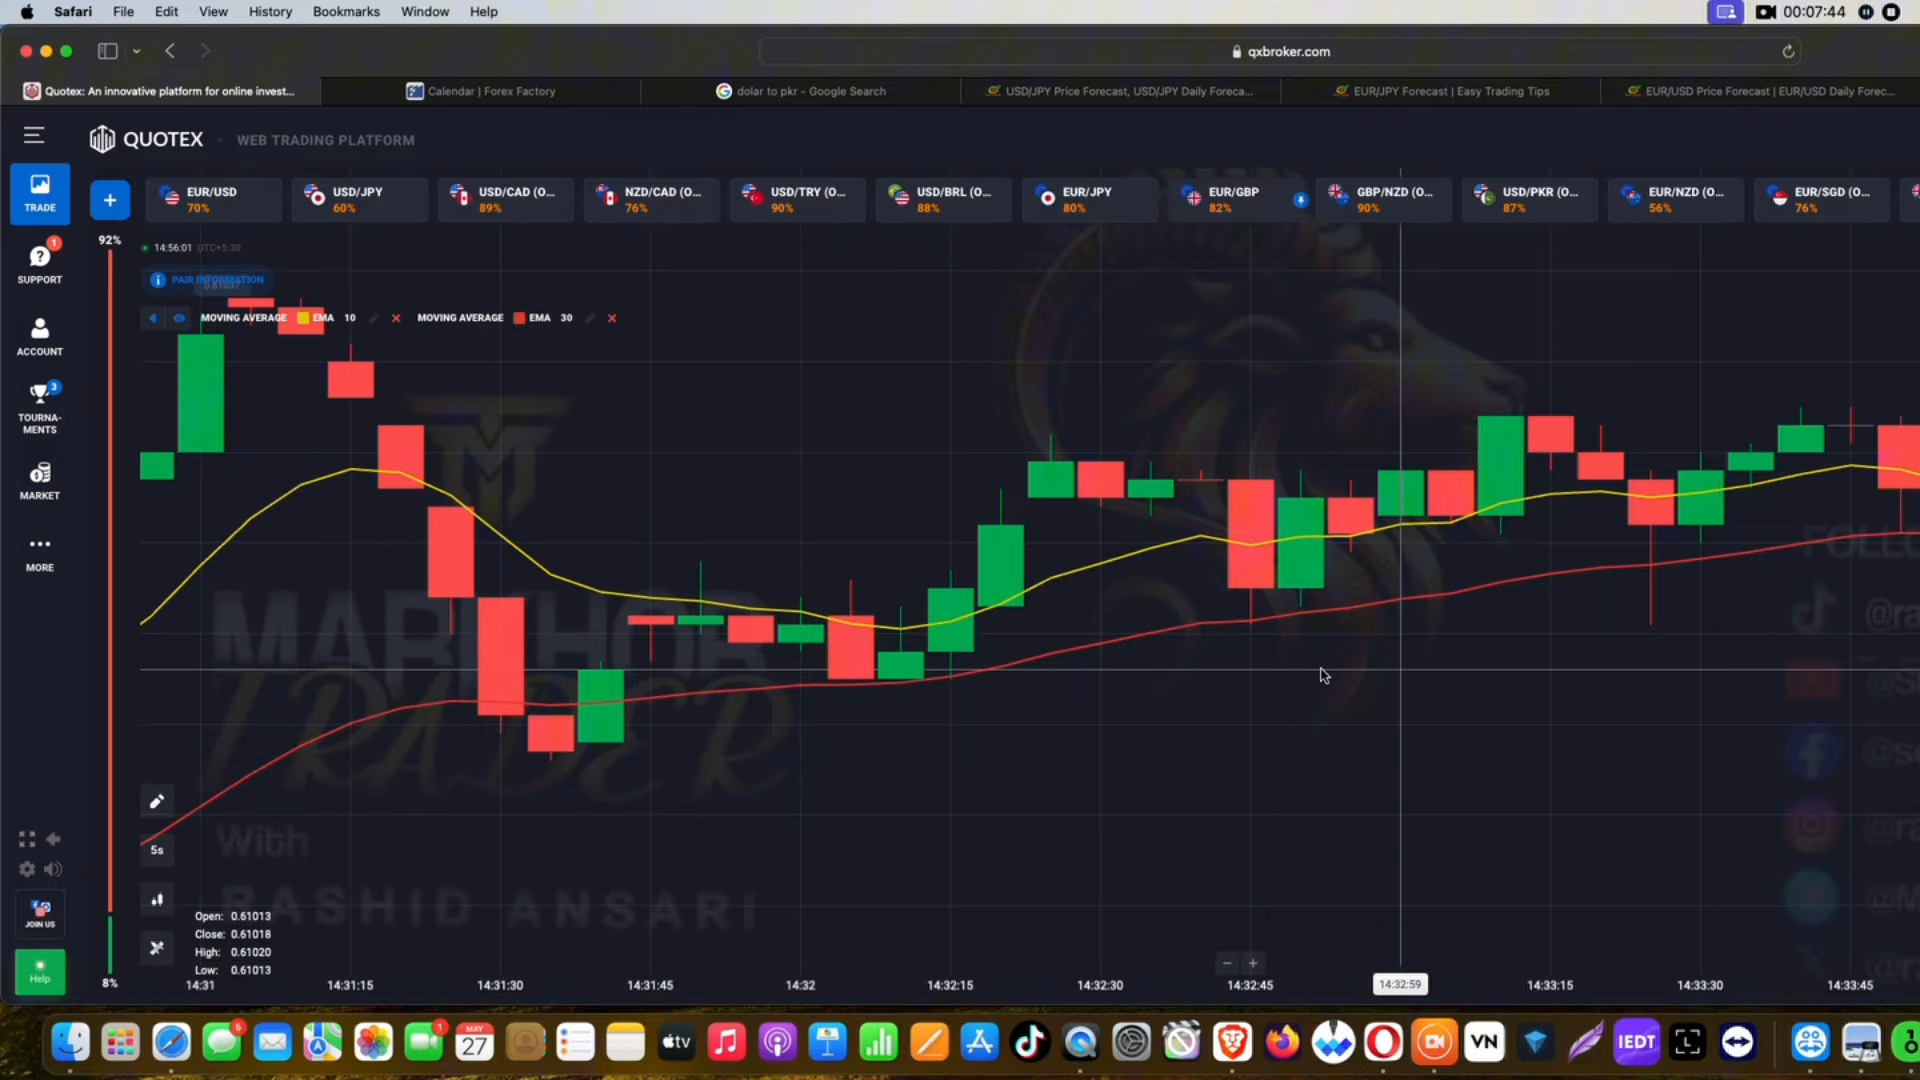 Safari File Edit View History Bookmarks Window Help 00:07:44
qxbroker.com
Quotex: An innovative platform for online invest... Calendar | Forex Factory dolar to pkr - Google Search USD/JPY Price Forecast, USD/JPY Daily Foreca... EUR/JPY Forecast | Easy Trading Tips EUR/USD Price Forecast | EUR/USD Daily Forec...
QUOTEX WEB TRADING PLATFORM
TRADE
+
EUR/USD USD/JPY USD/CAD (O... NZD/CAD (O... USD/TRY (O... USD/BRL (O... EUR/JPY EUR/GBP GBP/NZD (O... USD/PKR (O... EUR/NZD (O... EUR/SGD (O...
70% 60% 89% 76% 90% 88% 80% 82% 90% 87% 56% 76%
92%
14:56:01 UTC+5:30
1
SUPPORT
PAIR INFORMATION
0.61037
MOVING AVERAGE EMA 10 MOVING AVERAGE EMA 30
ACCOUNT
3
TOURNA-
MENTS
MARKET
MORE
MARKHOR
TRADER
With
RASHID ANSARI
FOLLO
5s
JOIN US
Help
8%
Open: 0.61013
Close: 0.61018
High: 0.61020
Low: 0.61013
− +
14:31 14:31:15 14:31:30 14:31:45 14:32 14:32:15 14:32:30 14:32:45 14:32:59 14:33:15 14:33:30 14:33:45
5 1 MAY
27 tv VN IEDT